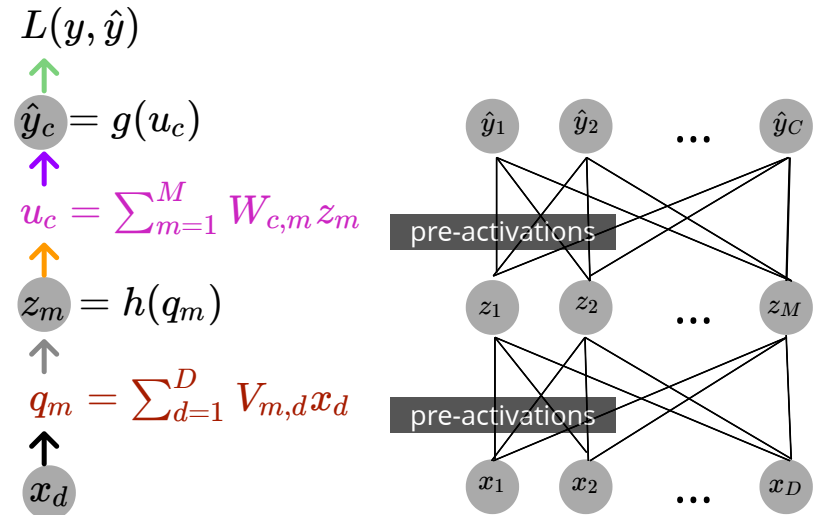 L(y, ŷ)
ŷ_c = g(u_c)
u_c = ∑_{m=1}^{M} W_{c,m} z_m
z_m = h(q_m)
q_m = ∑_{d=1}^{D} V_{m,d} x_d
x_d
ŷ_1 ŷ_2 ... ŷ_C
pre-activations
z_1 z_2 ... z_M
pre-activations
x_1 x_2 ... x_D